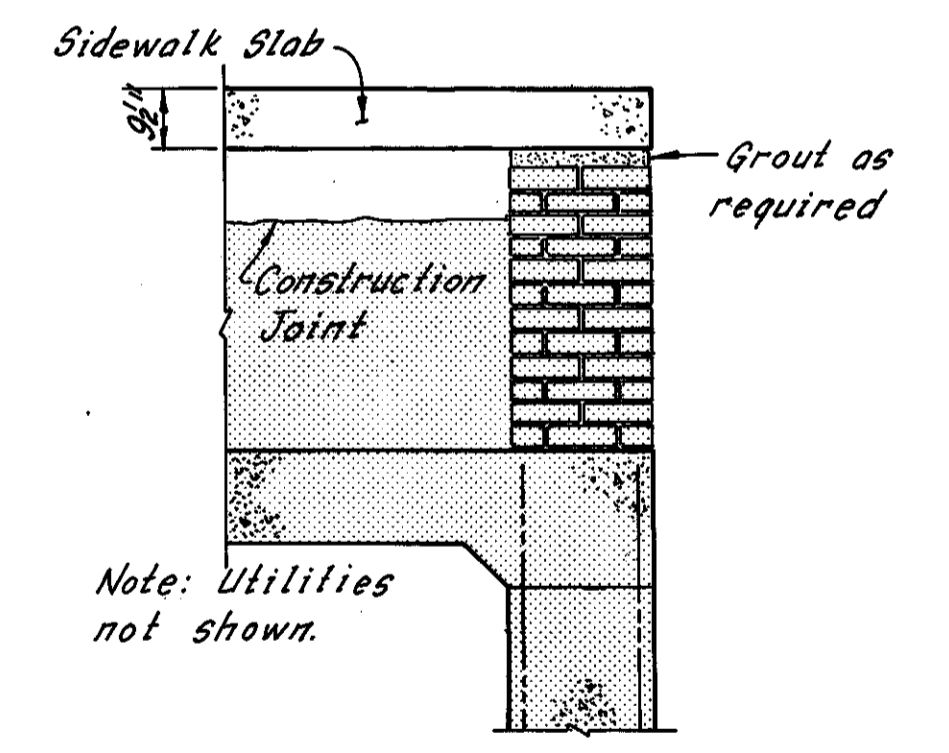 Sidewalk Slab
9½"
Grout as
required
Construction
Joint
Note: Utilities
not shown.